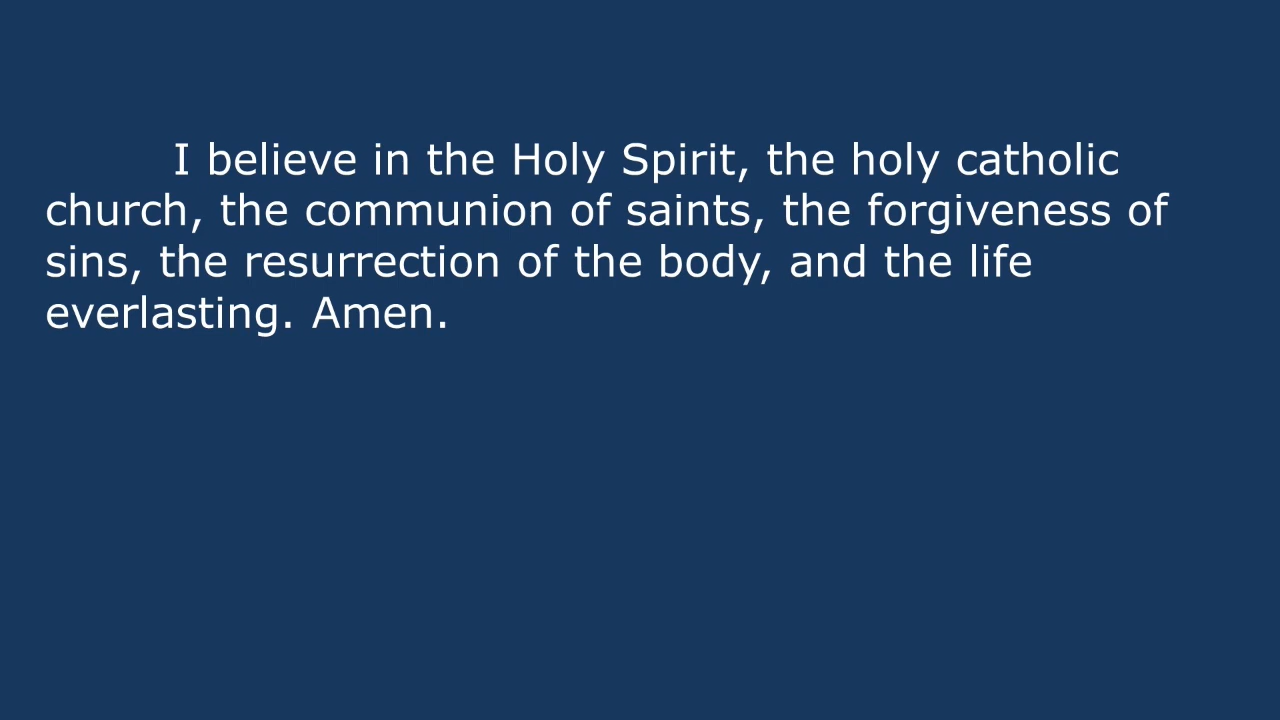 I believe in the Holy Spirit, the holy catholic
church, the communion of saints, the forgiveness of
sins, the resurrection of the body, and the life
everlasting. Amen.